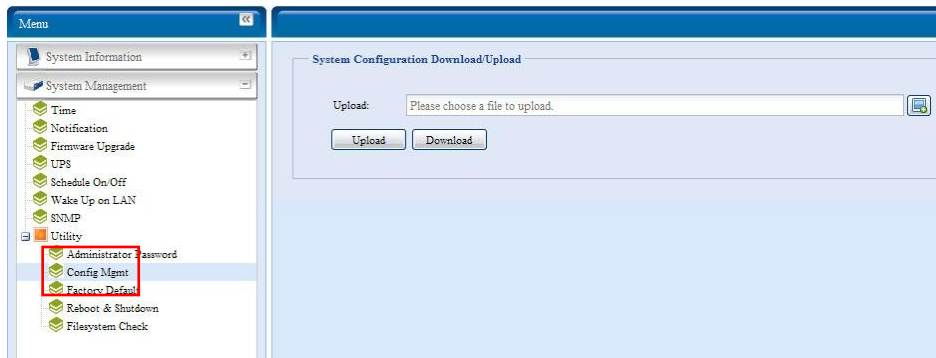 Menu
System Information
System Management
Time
Notification
Firmware Upgrade
UPS
Schedule On/Off
Wake Up on LAN
SNMP
Utility
Administrator Password
Config Mgmt
Factory Default
Reboot & Shutdown
Filesystem Check
System Configuration Download/Upload
Upload: Please choose a file to upload.
Upload Download